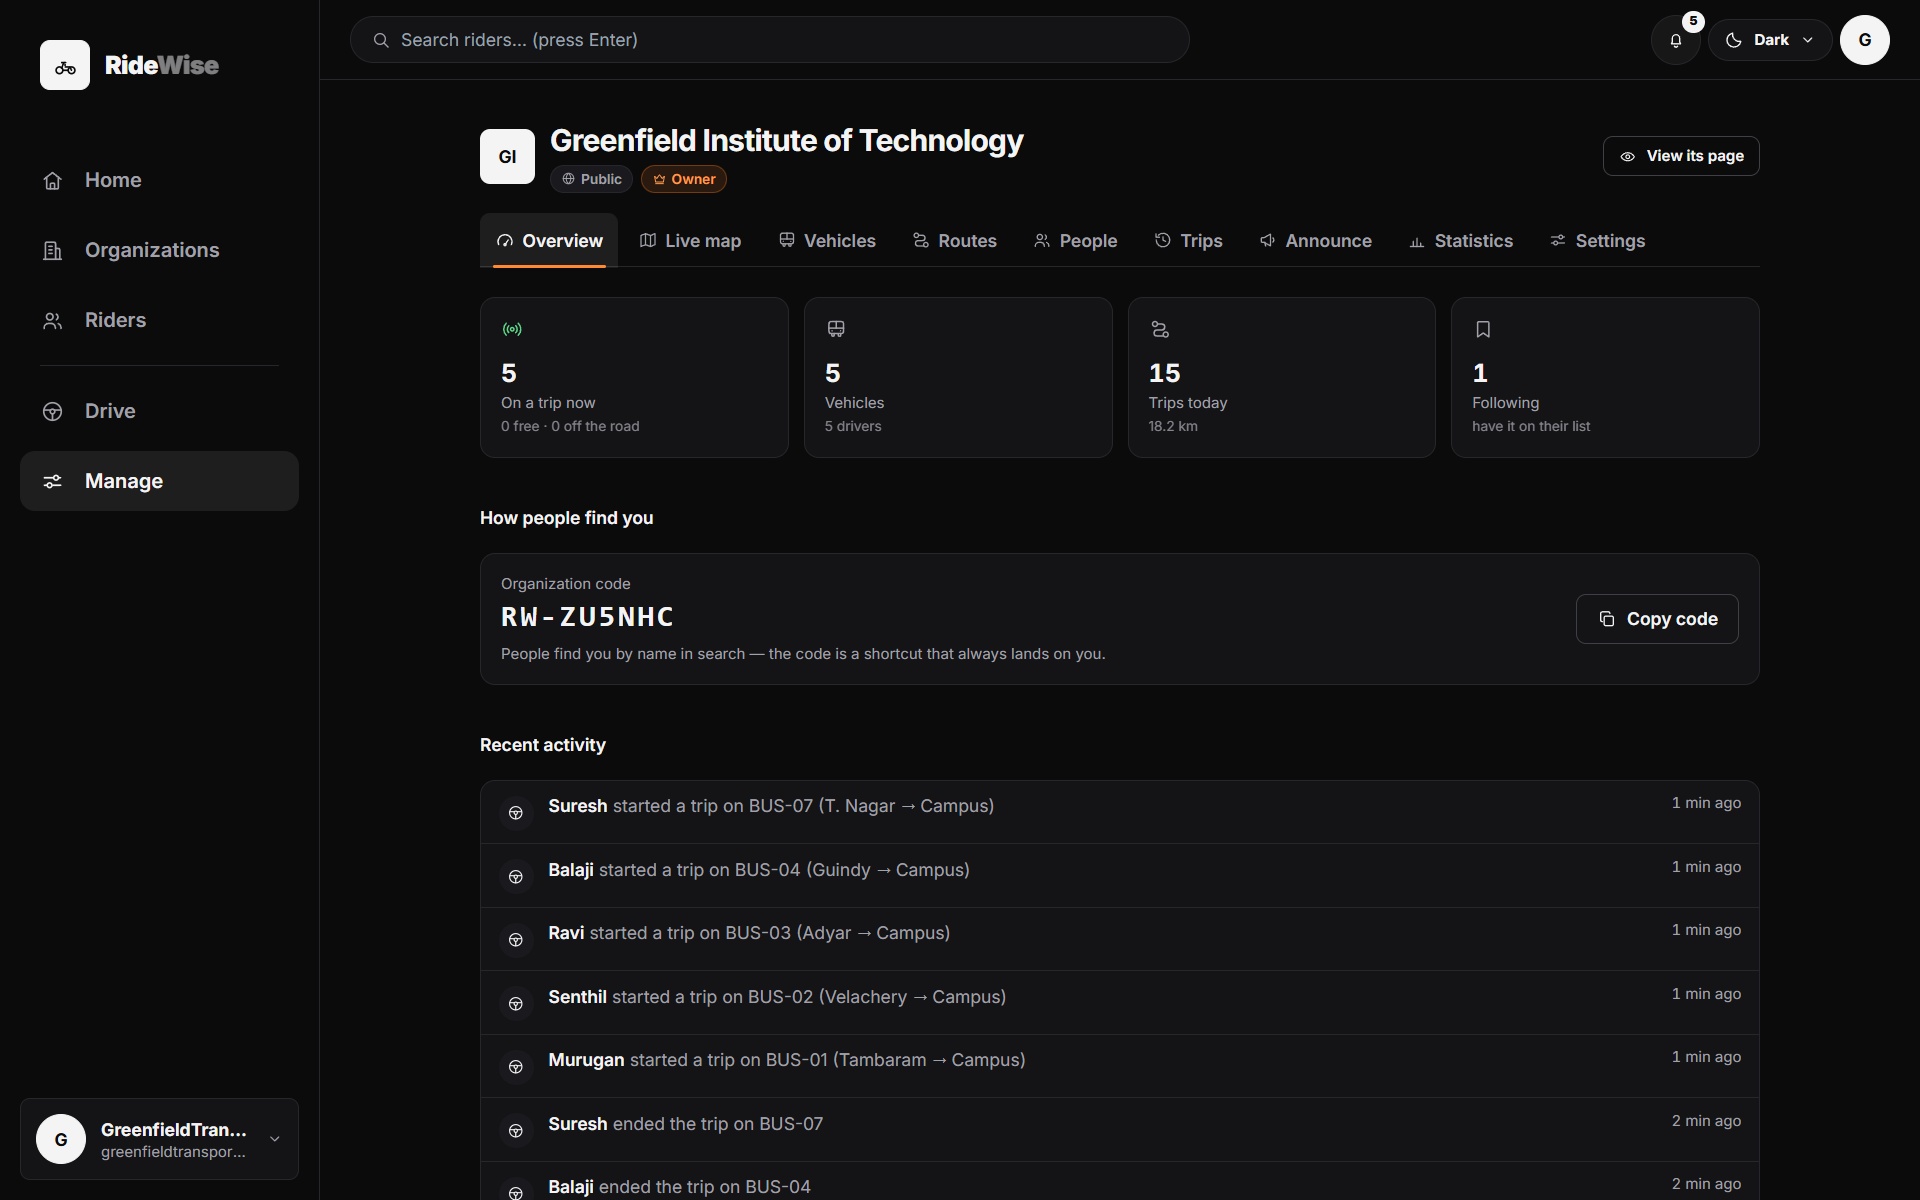 RideWise
Search riders... (press Enter)
5
Dark
G
Home
Organizations
Riders
Drive
Manage
GI
Greenfield Institute of Technology
Public
Owner
View its page
Overview
Live map
Vehicles
Routes
People
Trips
Announce
Statistics
Settings
5
On a trip now
0 free · 0 off the road
5
Vehicles
5 drivers
15
Trips today
18.2 km
1
Following
have it on their list
How people find you
Organization code
RW-ZU5NHC
People find you by name in search — the code is a shortcut that always lands on you.
Copy code
Recent activity
Suresh started a trip on BUS-07 (T. Nagar → Campus)
1 min ago
Balaji started a trip on BUS-04 (Guindy → Campus)
1 min ago
Ravi started a trip on BUS-03 (Adyar → Campus)
1 min ago
Senthil started a trip on BUS-02 (Velachery → Campus)
1 min ago
Murugan started a trip on BUS-01 (Tambaram → Campus)
1 min ago
Suresh ended the trip on BUS-07
2 min ago
Balaji ended the trip on BUS-04
2 min ago
G
GreenfieldTran...
greenfieldtranspor...